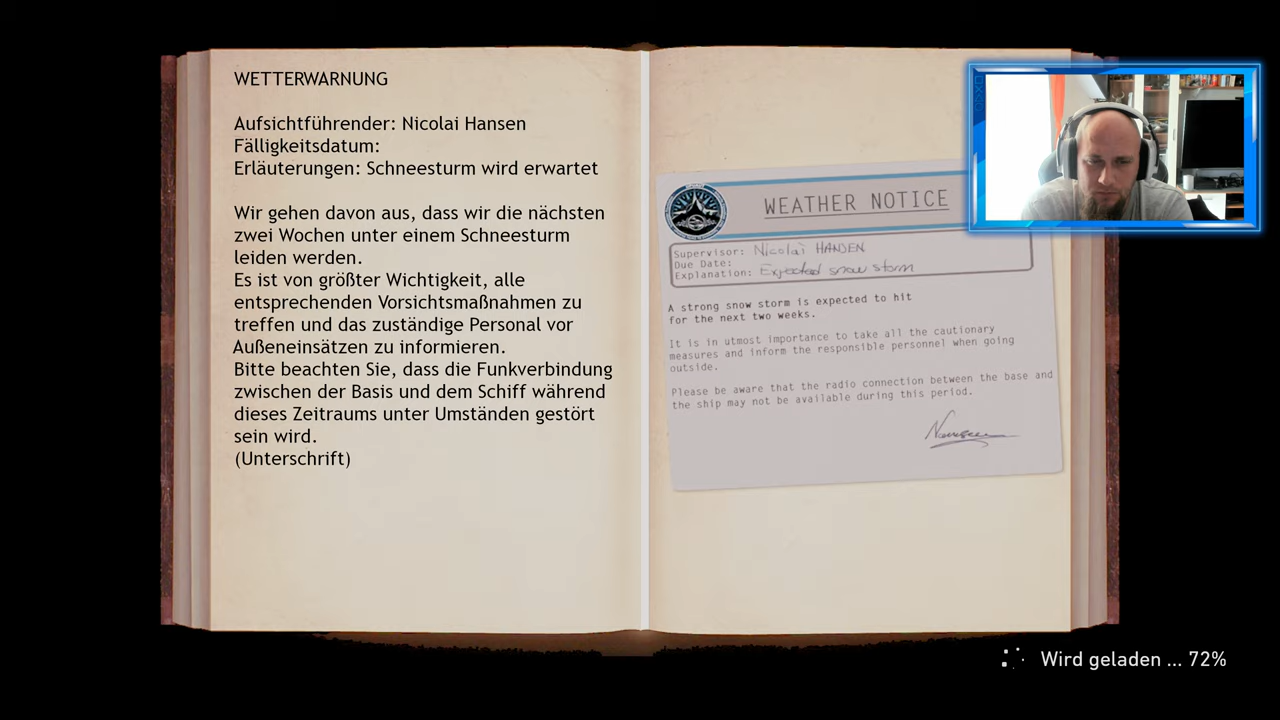 WETTERWARNUNG
Aufsichtführender: Nicolai Hansen
Fälligkeitsdatum:
Erläuterungen: Schneesturm wird erwartet
Wir gehen davon aus, dass wir die nächsten
zwei Wochen unter einem Schneesturm
leiden werden.
Es ist von größter Wichtigkeit, alle
entsprechenden Vorsichtsmaßnahmen zu
treffen und das zuständige Personal vor
Außeneinsätzen zu informieren.
Bitte beachten Sie, dass die Funkverbindung
zwischen der Basis und dem Schiff während
dieses Zeitraums unter Umständen gestört
sein wird.
(Unterschrift)
WEATHER NOTICE
Supervisor: Nicolai HANSEN
Due Date:
Explanation: Expected snow storm
A strong snow storm is expected to hit
for the next two weeks.
It is in utmost importance to take all the cautionary
measures and inform the responsible personnel when going
outside.
Please be aware that the radio connection between the base and
the ship may not be available during this period.
Wird geladen ... 72%